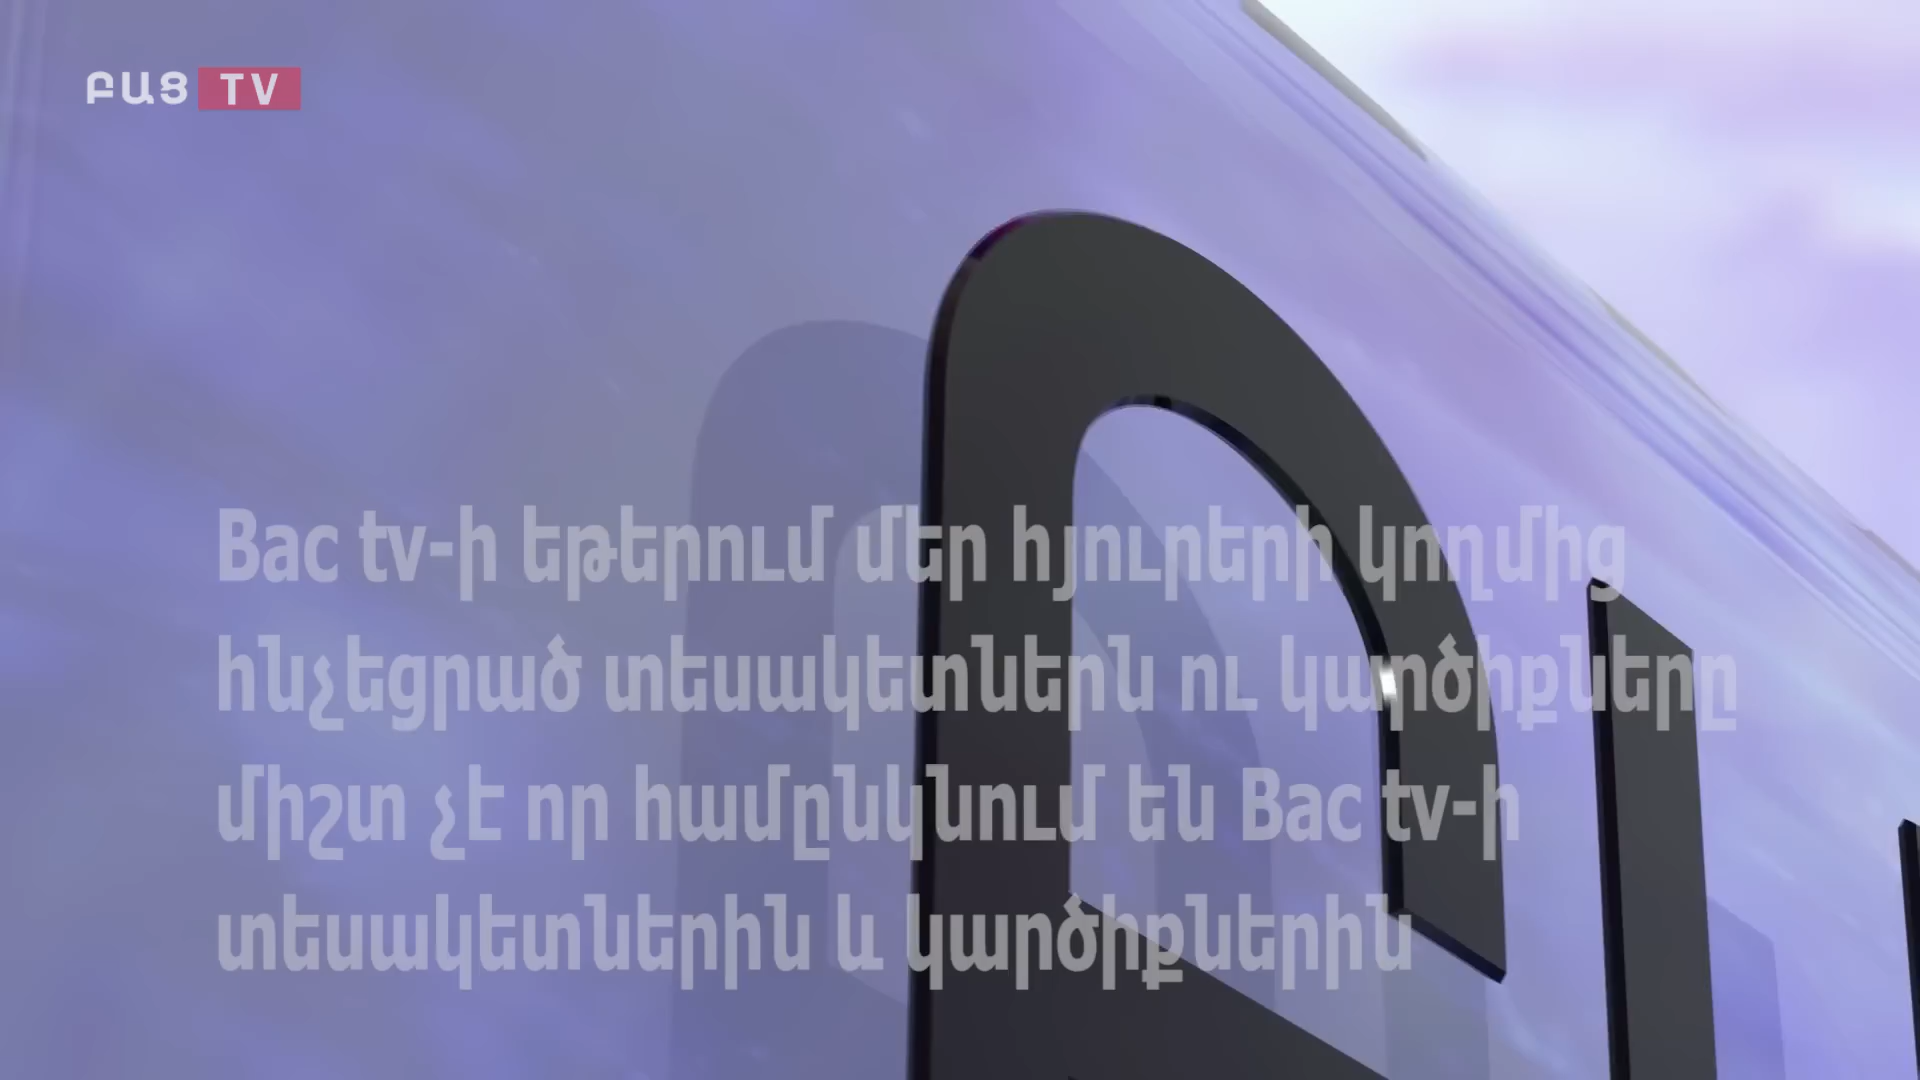 ԲԱՑ TV
Bac tv-ի եթերում մեր հյուրերի կողմից
հնչեցրած տեսակետներն ու կարծիքները
միշտ չէ որ համընկնում են Bac tv-ի
տեսակետներին և կարծիքներին